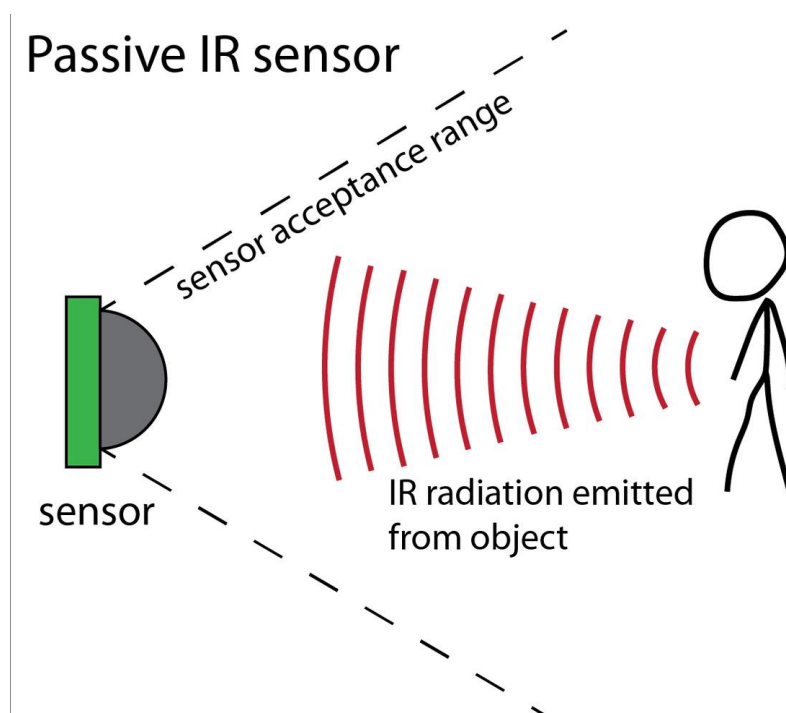 Passive IR sensor
sensor acceptance range
sensor
IR radiation emitted
from object